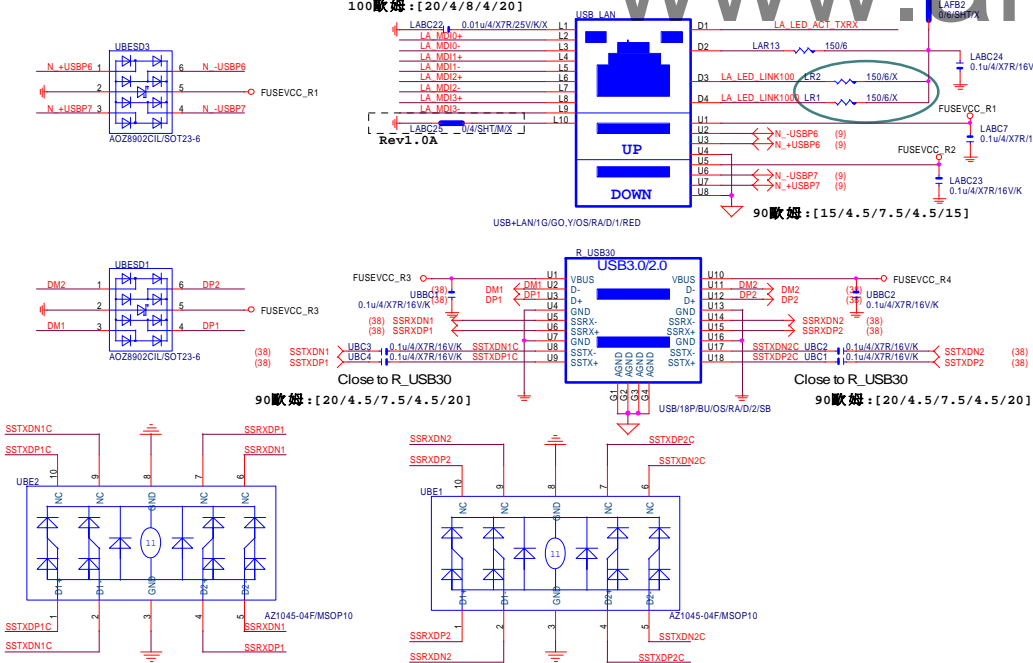 100歐姆:[20/4/8/4/20]
USB_LAN
LAFB2
0/6/SHT/X
LABC22 0.01u/4/X7R/25V/K/X L1
LA_MDI0+ L2
LA_MDI0- L3
LA_MDI1+ L4
LA_MDI1- L5
LA_MDI2+ L6
LA_MDI2- L7
LA_MDI3+ L8
LA_MDI3- L9
LABC25 0/4/SHT/M/X L10
Rev1.0A
D1 LA_LED_ACT_TXRX
D2 LAR13 150/6
LABC24
0.1u/4/X7R/16V
D3 LA_LED_LINK100 LR2 150/6/X
D4 LA_LED_LINK1000 LR1 150/6/X
FUSEVCC_R1
U1
U2 N_-USBP6 (9)
U3 N_+USBP6 (9)
U4
U5
U6 N_-USBP7 (9)
U7 N_+USBP7 (9)
U8
LABC7
0.1u/4/X7R/1
FUSEVCC_R2
LABC23
0.1u/4/X7R/16V/K
UP
DOWN
USB+LAN/1G/GO,Y/OS/RA/D/1/RED
90歐姆:[15/4.5/7.5/4.5/15]
UBESD3
N_+USBP6 1 6 N_-USBP6
2 5 FUSEVCC_R1
N_+USBP7 3 4 N_-USBP7
AOZ8902CIL/SOT23-6
UBESD1
DM2 1 6 DP2
2 5 FUSEVCC_R3
DM1 3 4 DP1
AOZ8902CIL/SOT23-6
R_USB30
USB3.0/2.0
FUSEVCC_R3 U1 VBUS VBUS U10 FUSEVCC_R4
(38) DM1 DM1 U2 D- D- U11 DM2 DM2 (38)
(38) DP1 U3 D+ D+ U12 DP2 DP2 (38)
UBBC1
0.1u/4/X7R/16V/K
UBBC2
0.1u/4/X7R/16V/K
U4 GND GND U13
(38) SSRXDN1 U5 SSRX- SSRX- U14 SSRXDN2 (38)
(38) SSRXDP1 U6 SSRX+ SSRX+ U15 SSRXDP2 (38)
U7 GND GND U16
(38) SSTXDN1 UBC3 0.1u/4/X7R/16V/K SSTXDN1C U8 SSTX- SSTX- U17 SSTXDN2C UBC2 0.1u/4/X7R/16V/K SSTXDN2 (38)
(38) SSTXDP1 UBC4 0.1u/4/X7R/16V/K SSTXDP1C U9 SSTX+ SSTX+ U18 SSTXDP2C UBC1 0.1u/4/X7R/16V/K SSTXDP2 (38)
AGND AGND AGND AGND
G1 G2 G3 G4
USB/18P/BU/OS/RA/D/2/SB
Close to R_USB30
90歐姆:[20/4.5/7.5/4.5/20]
Close to R_USB30
90歐姆:[20/4.5/7.5/4.5/20]
SSTXDN1C SSRXDP1
SSTXDP1C SSRXDN1
UBE2
10 9 8 7 6
NC NC GND NC NC
11
D1+ D1- GND D2+ D2-
1 2 3 4 5
AZ1045-04F/MSOP10
SSTXDP1C SSRXDN1
SSTXDN1C SSRXDP1
SSRXDN2 SSTXDP2C
SSRXDP2 SSTXDN2C
UBE1
10 9 8 7 6
NC NC GND NC NC
11
D1+ D1- GND D2+ D2-
1 2 3 4 5
AZ1045-04F/MSOP10
SSRXDP2 SSTXDN2C
SSRXDN2 SSTXDP2C